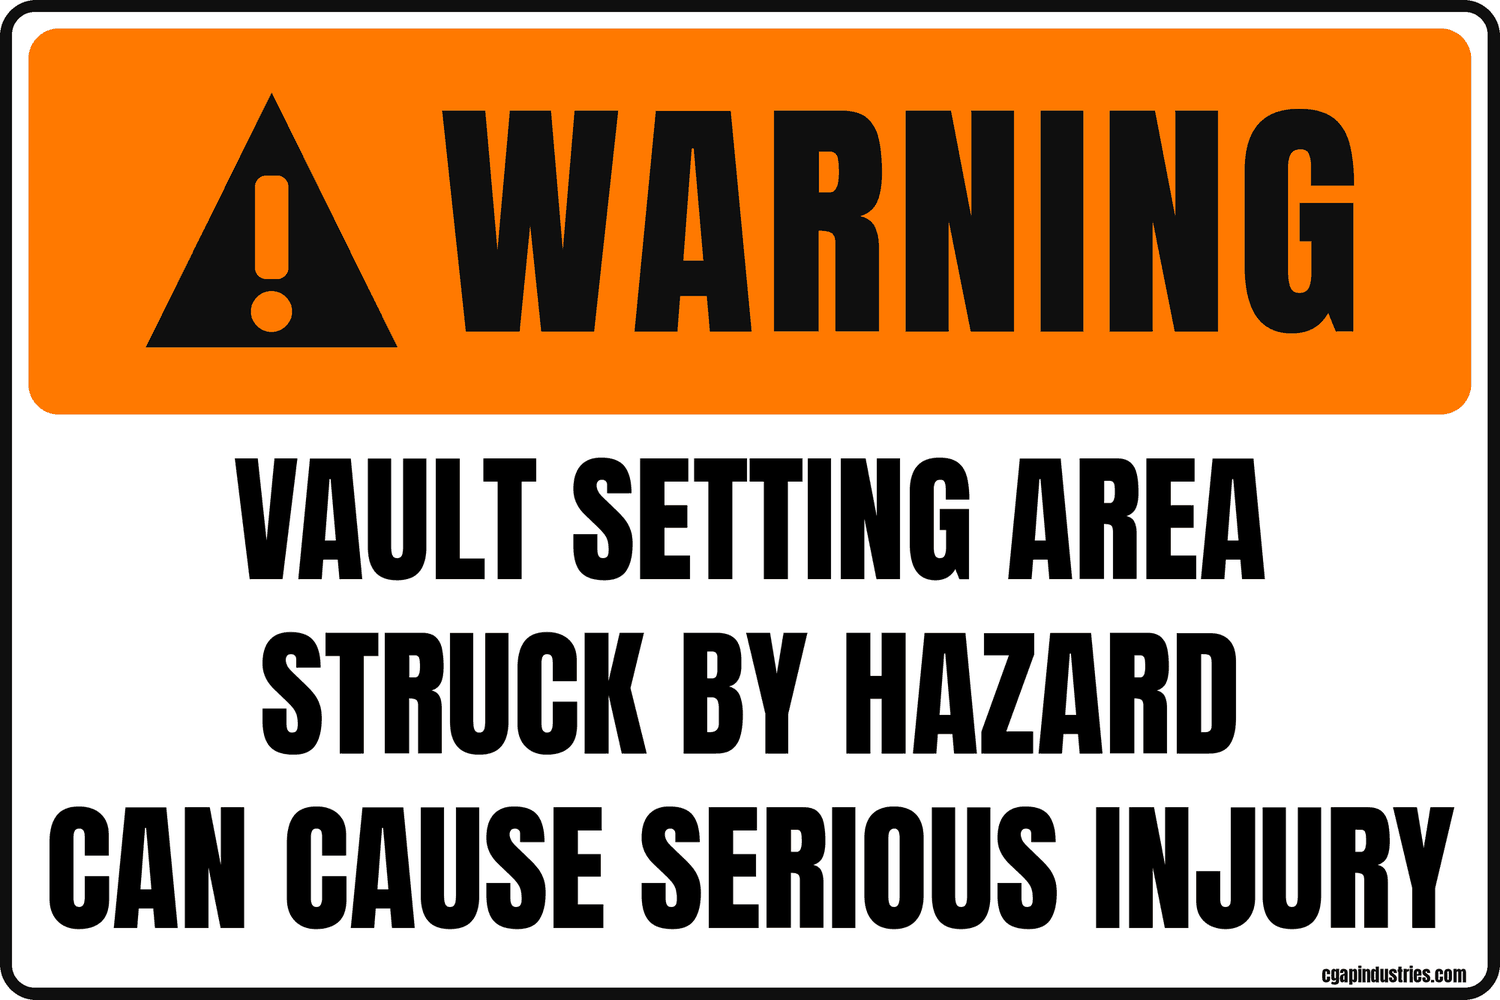 WARNING
VAULT SETTING AREA
STRUCK BY HAZARD
CAN CAUSE SERIOUS INJURY
cgapindustries.com